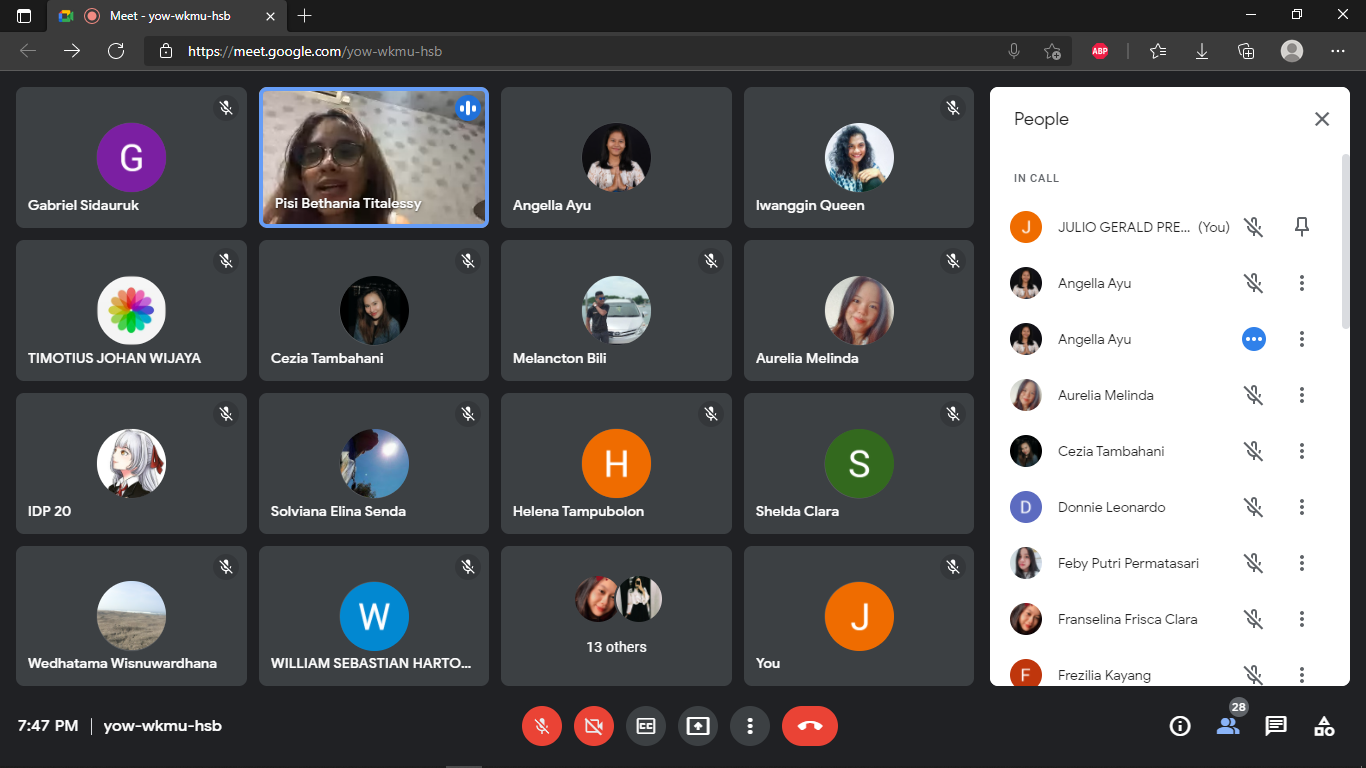 Meet - yow-wkmu-hsb
https://meet.google.com/yow-wkmu-hsb
ABP
G
Gabriel Sidauruk
Pisi Bethania Titalessy
Angella Ayu
Iwanggin Queen
TIMOTIUS JOHAN WIJAYA
Cezia Tambahani
Melancton Bili
Aurelia Melinda
IDP 20
Solviana Elina Senda
H
Helena Tampubolon
S
Shelda Clara
Wedhatama Wisnuwardhana
W
WILLIAM SEBASTIAN HARTO...
13 others
J
You
People
IN CALL
J
JULIO GERALD PRE... (You)
Angella Ayu
Angella Ayu
Aurelia Melinda
Cezia Tambahani
D
Donnie Leonardo
Feby Putri Permatasari
Franselina Frisca Clara
F
Frezilia Kayang
7:47 PM | yow-wkmu-hsb
CC
28